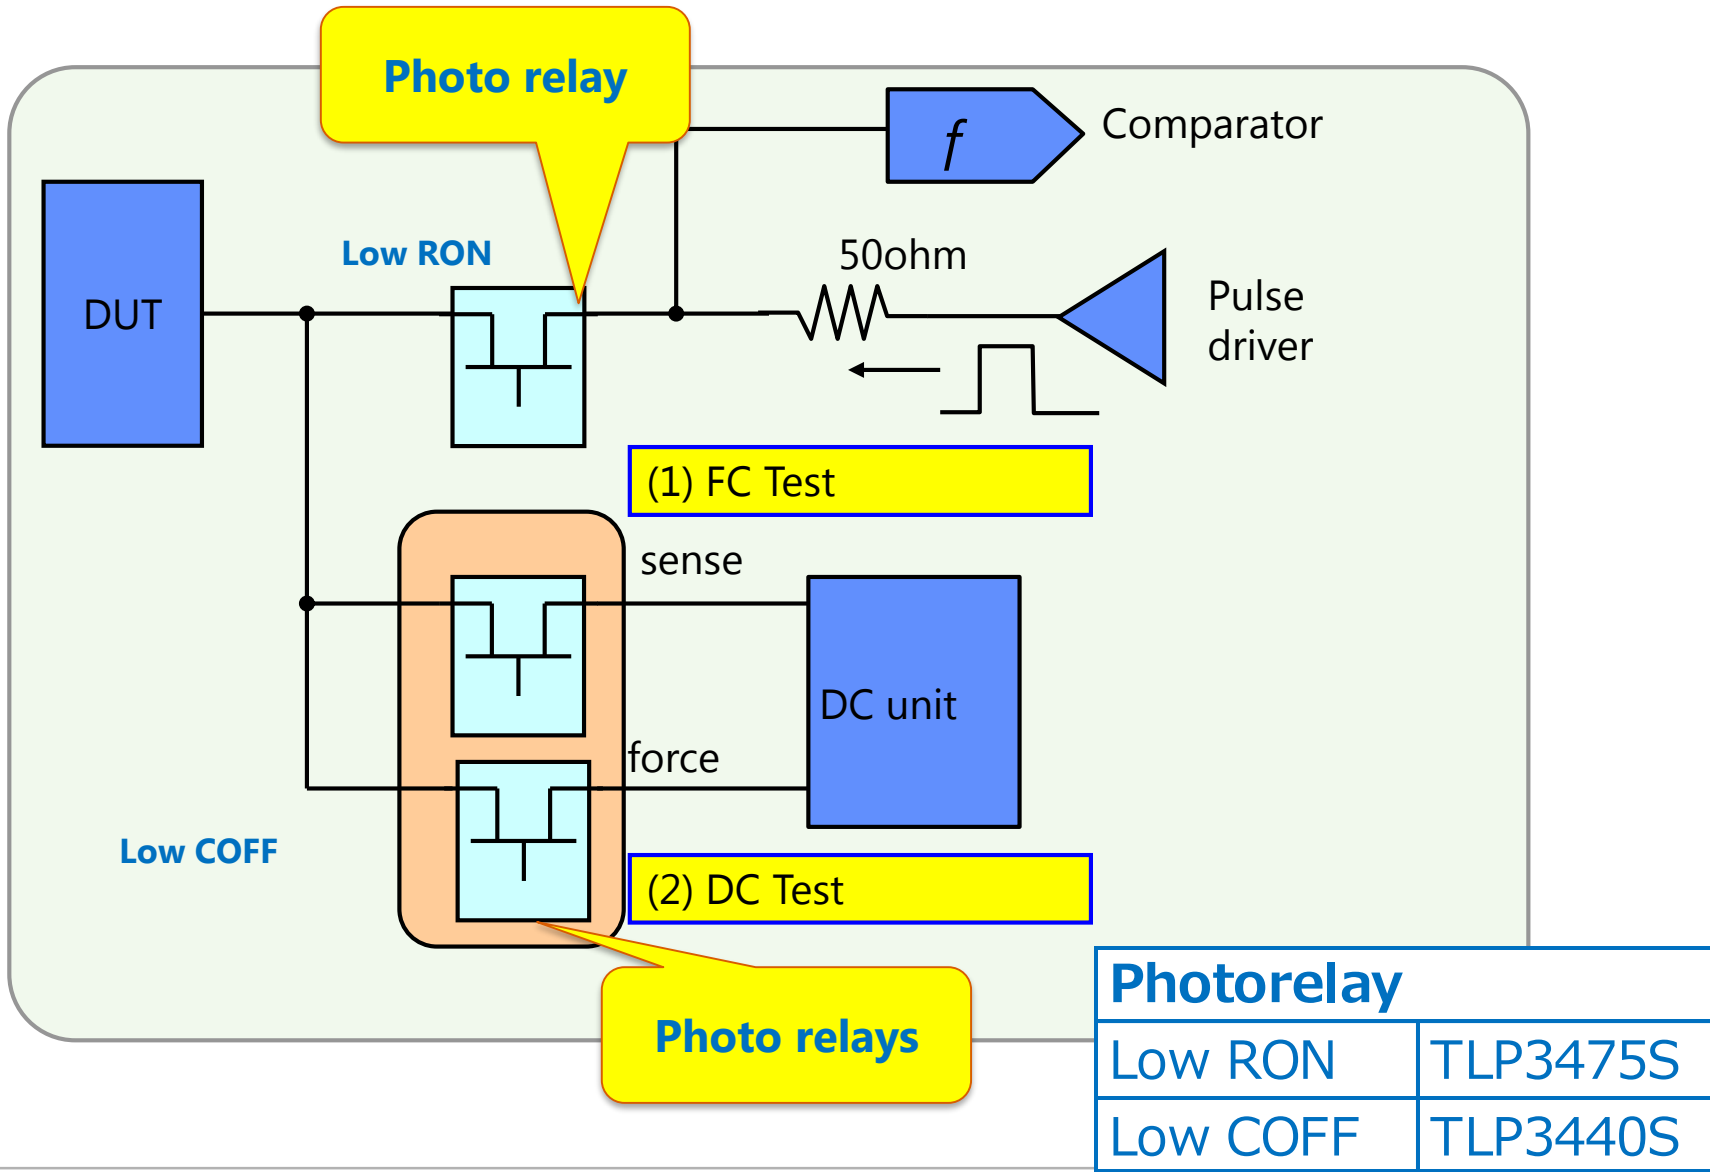 Photo relay
Comparator
f
Low RON
50ohm
DUT
Pulse
driver
(1) FC Test
sense
DC unit
force
Low COFF
(2) DC Test
Photo relays
Photorelay
Low RON TLP3475S
Low COFF TLP3440S